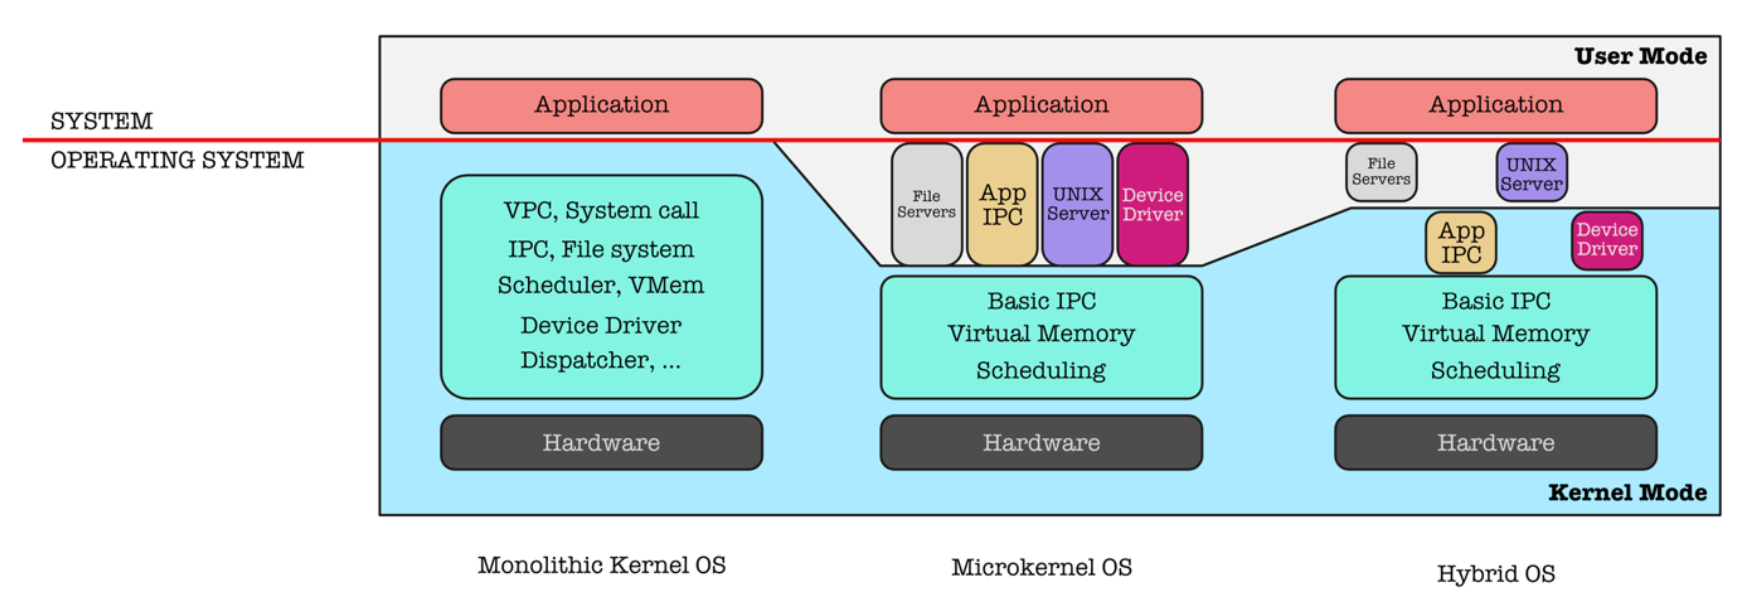 User Mode
SYSTEM
OPERATING SYSTEM
Application
VPC, System call
IPC, File system
Scheduler, VMem
Device Driver
Dispatcher, ...
Hardware
Monolithic Kernel OS
Application
File
Servers
App
IPC
UNIX
Server
Device
Driver
Basic IPC
Virtual Memory
Scheduling
Hardware
Microkernel OS
Application
File
Servers
UNIX
Server
App
IPC
Device
Driver
Basic IPC
Virtual Memory
Scheduling
Hardware
Kernel Mode
Hybrid OS